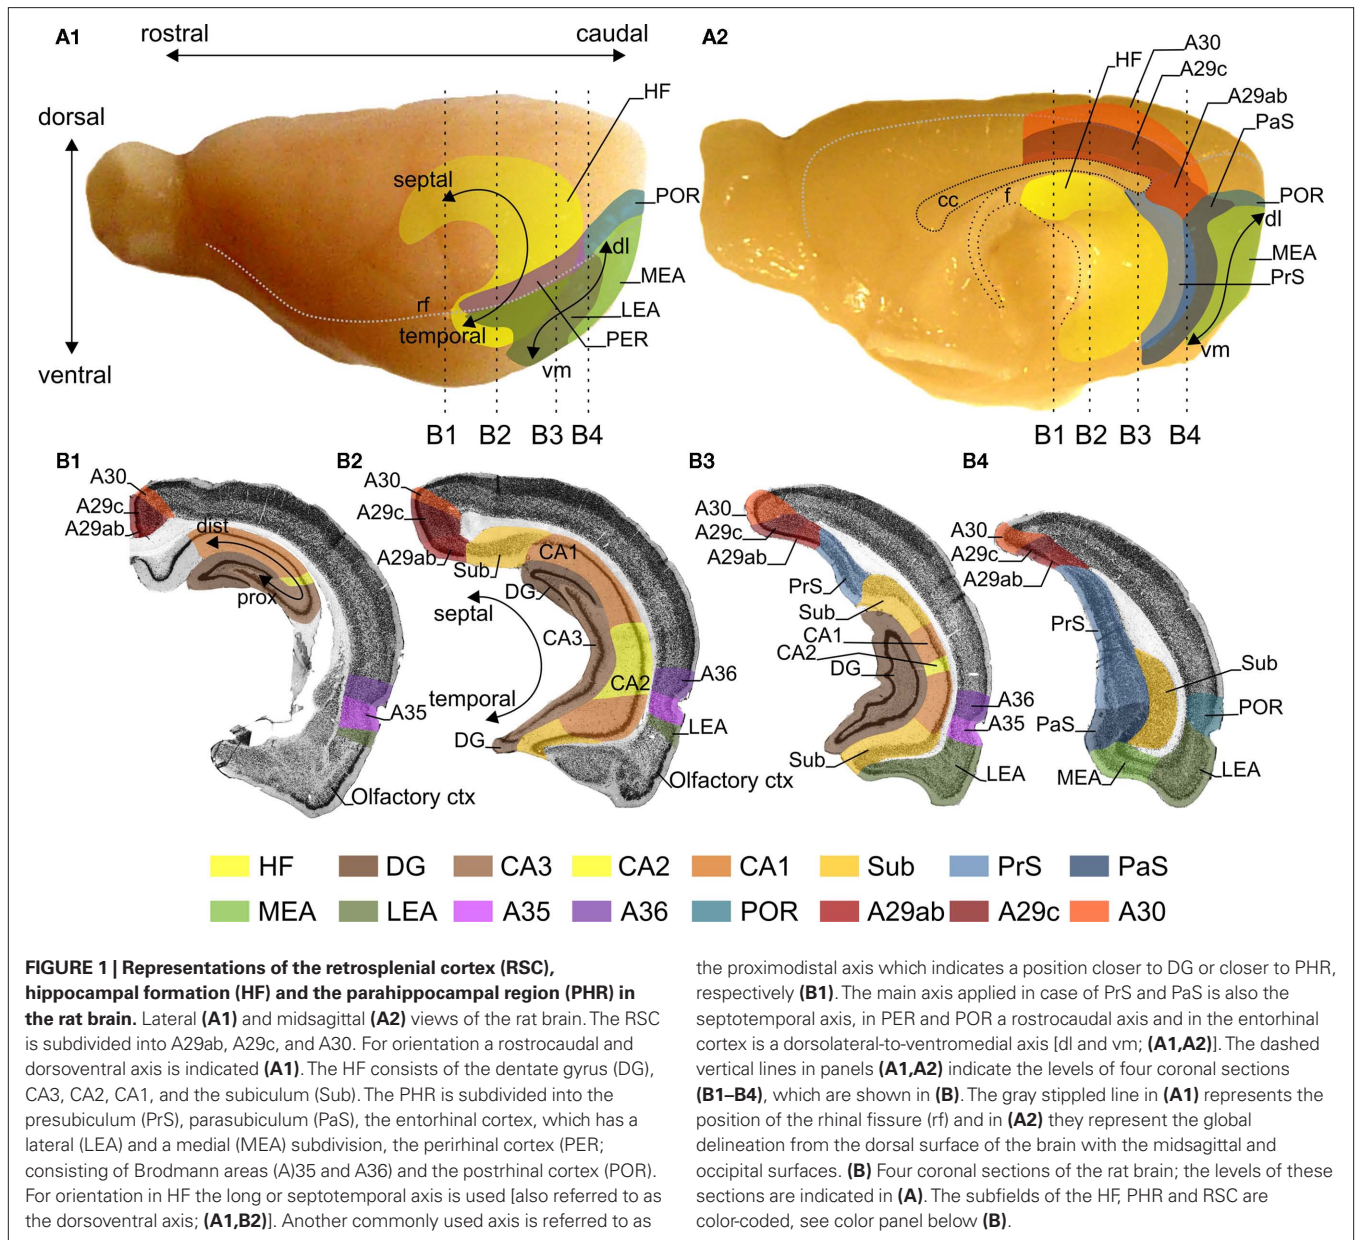 A1
rostral
caudal
dorsal
ventral
HF
septal
POR
dl
MEA
rf
LEA
temporal
PER
vm
B1 B2 B3 B4
A2
A30
HF
A29c
A29ab
PaS
cc
f
POR
dl
MEA
PrS
vm
B1 B2 B3 B4
B1
A30
A29c
A29ab
dist
prox
A35
Olfactory ctx
B2
A30
A29c
A29ab
Sub
CA1
DG
septal
CA3
CA2
A36
temporal
LEA
DG
Olfactory ctx
B3
A30
A29c
A29ab
PrS
Sub
CA1
CA2
DG
A36
A35
Sub
LEA
B4
A30
A29c
A29ab
PrS
Sub
POR
PaS
MEA
LEA
HF DG CA3 CA2 CA1 Sub PrS PaS
MEA LEA A35 A36 POR A29ab A29c A30
FIGURE 1 | Representations of the retrosplenial cortex (RSC),
hippocampal formation (HF) and the parahippocampal region (PHR) in
the rat brain. Lateral (A1) and midsagittal (A2) views of the rat brain. The RSC
is subdivided into A29ab, A29c, and A30. For orientation a rostrocaudal and
dorsoventral axis is indicated (A1). The HF consists of the dentate gyrus (DG),
CA3, CA2, CA1, and the subiculum (Sub). The PHR is subdivided into the
presubiculum (PrS), parasubiculum (PaS), the entorhinal cortex, which has a
lateral (LEA) and a medial (MEA) subdivision, the perirhinal cortex (PER;
consisting of Brodmann areas (A)35 and A36) and the postrhinal cortex (POR).
For orientation in HF the long or septotemporal axis is used [also referred to as
the dorsoventral axis; (A1,B2)]. Another commonly used axis is referred to as
the proximodistal axis which indicates a position closer to DG or closer to PHR,
respectively (B1). The main axis applied in case of PrS and PaS is also the
septotemporal axis, in PER and POR a rostrocaudal axis and in the entorhinal
cortex is a dorsolateral-to-ventromedial axis [dl and vm; (A1,A2)]. The dashed
vertical lines in panels (A1,A2) indicate the levels of four coronal sections
(B1–B4), which are shown in (B). The gray stippled line in (A1) represents the
position of the rhinal fissure (rf) and in (A2) they represent the global
delineation from the dorsal surface of the brain with the midsagittal and
occipital surfaces. (B) Four coronal sections of the rat brain; the levels of these
sections are indicated in (A). The subfields of the HF, PHR and RSC are
color-coded, see color panel below (B).